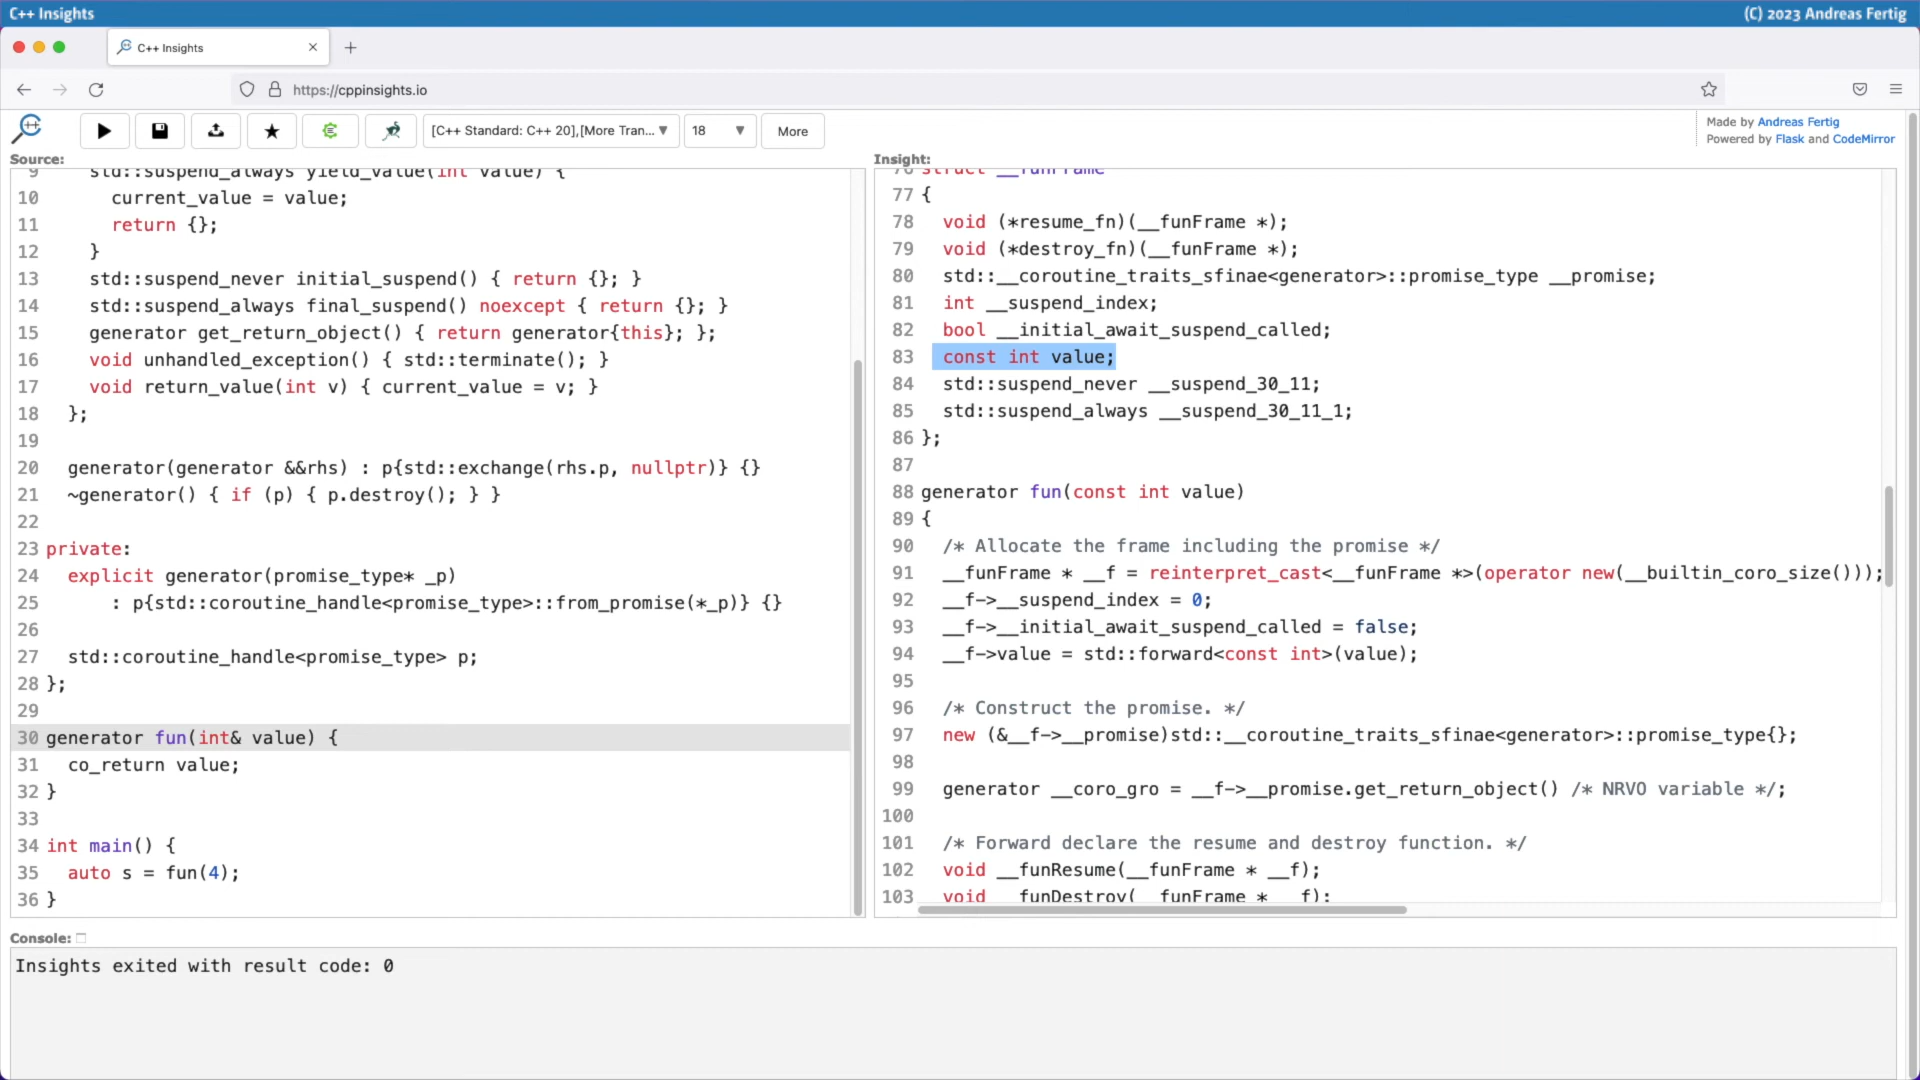 C++ Insights
(C) 2023 Andreas Fertig
C++ Insights
https://cppinsights.io
[C++ Standard: C++ 20],[More Tran...
18
More
Made by Andreas Fertig
Powered by Flask and CodeMirror
Source:
9 std::suspend_always yield_value(int value) {
10 current_value = value;
11 return {};
12 }
13 std::suspend_never initial_suspend() { return {}; }
14 std::suspend_always final_suspend() noexcept { return {}; }
15 generator get_return_object() { return generator{this}; };
16 void unhandled_exception() { std::terminate(); }
17 void return_value(int v) { current_value = v; }
18 };
19
20 generator(generator &&rhs) : p{std::exchange(rhs.p, nullptr)} {}
21 ~generator() { if (p) { p.destroy(); } }
22
23 private:
24 explicit generator(promise_type* _p)
25 : p{std::coroutine_handle<promise_type>::from_promise(*_p)} {}
26
27 std::coroutine_handle<promise_type> p;
28 };
29
30 generator fun(int& value) {
31 co_return value;
32 }
33
34 int main() {
35 auto s = fun(4);
36 }
Insight:
76 struct __funFrame
77 {
78 void (*resume_fn)(__funFrame *);
79 void (*destroy_fn)(__funFrame *);
80 std::__coroutine_traits_sfinae<generator>::promise_type __promise;
81 int __suspend_index;
82 bool __initial_await_suspend_called;
83 const int value;
84 std::suspend_never __suspend_30_11;
85 std::suspend_always __suspend_30_11_1;
86 };
87
88 generator fun(const int value)
89 {
90 /* Allocate the frame including the promise */
91 __funFrame * __f = reinterpret_cast<__funFrame *>(operator new(__builtin_coro_size()));
92 __f->__suspend_index = 0;
93 __f->__initial_await_suspend_called = false;
94 __f->value = std::forward<const int>(value);
95
96 /* Construct the promise. */
97 new (&__f->__promise)std::__coroutine_traits_sfinae<generator>::promise_type{};
98
99 generator __coro_gro = __f->__promise.get_return_object() /* NRVO variable */;
100
101 /* Forward declare the resume and destroy function. */
102 void __funResume(__funFrame * __f);
103 void __funDestroy(__funFrame * __f);
Console:
Insights exited with result code: 0